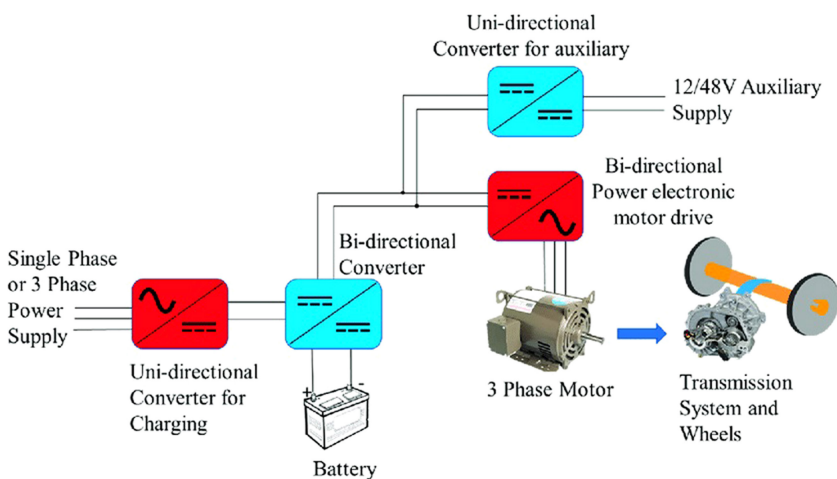 Uni-directional
Converter for auxiliary
12/48V Auxiliary
Supply
Bi-directional
Power electronic
motor drive
Bi-directional
Converter
Single Phase
or 3 Phase
Power
Supply
Uni-directional
Converter for
Charging
+ -
Battery
3 Phase Motor
Transmission
System and
Wheels